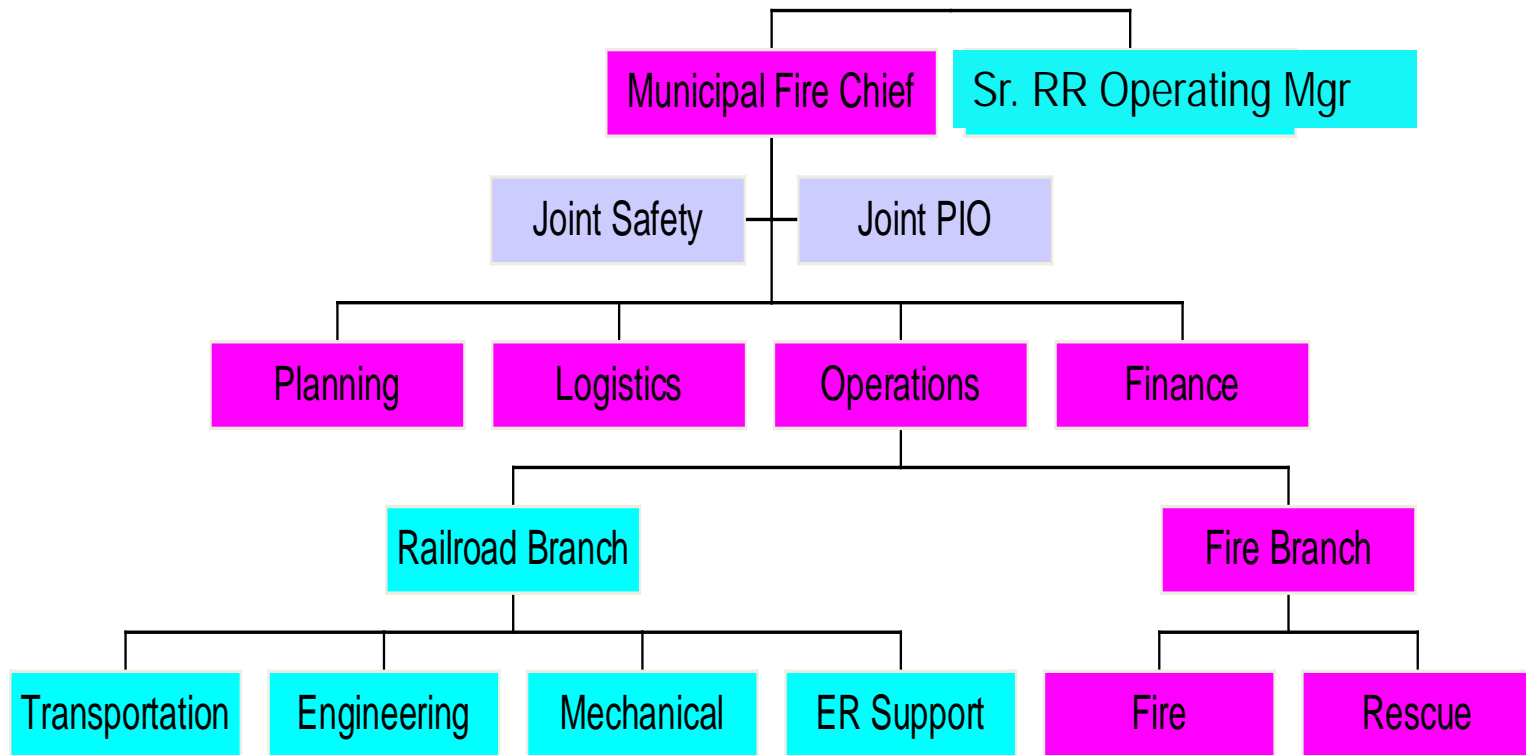 Municipal Fire Chief
Sr. RR Operating Mgr
Joint Safety
Joint PIO
Planning
Logistics
Operations
Finance
Railroad Branch
Fire Branch
Transportation
Engineering
Mechanical
ER Support
Fire
Rescue